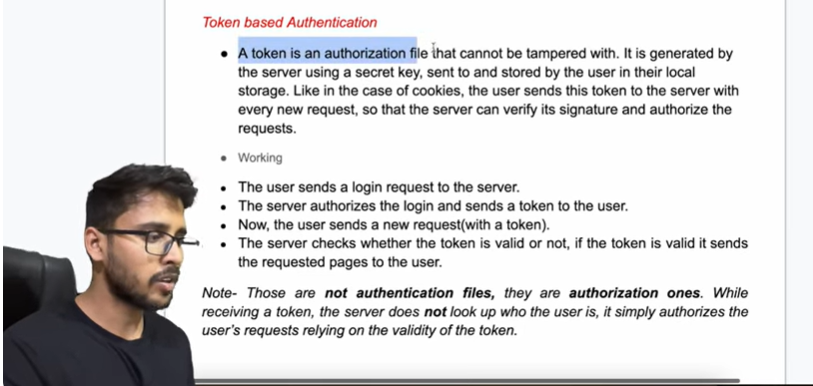 Token based Authentication
• A token is an authorization file that cannot be tampered with. It is generated by
the server using a secret key, sent to and stored by the user in their local
storage. Like in the case of cookies, the user sends this token to the server with
every new request, so that the server can verify its signature and authorize the
requests.
• Working
• The user sends a login request to the server.
• The server authorizes the login and sends a token to the user.
• Now, the user sends a new request(with a token).
• The server checks whether the token is valid or not, if the token is valid it sends
the requested pages to the user.
Note- Those are not authentication files, they are authorization ones. While
receiving a token, the server does not look up who the user is, it simply authorizes the
user's requests relying on the validity of the token.